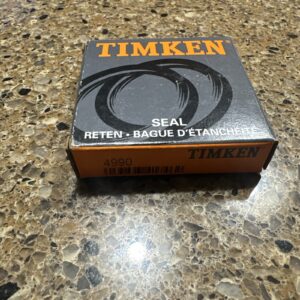 TIMKEN
SEAL
RETEN • BAGUE D'ÉTANCHÉITÉ
TIMKEN
4990